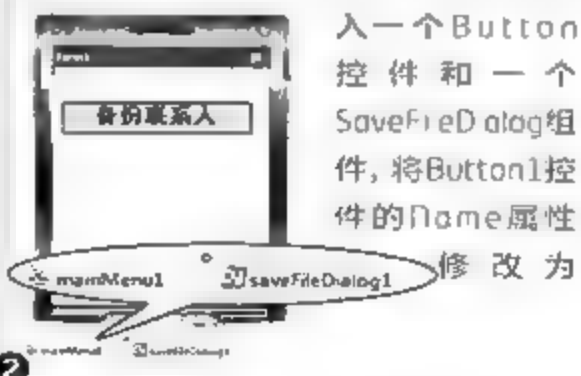 入一个Button
控件和一个
SaveFileDialog组
件，将Button1控
件的Name属性
修改为
Form1
备份联系人
mainMenu1 saveFileDialog1
mainMenu1 saveFileDialog1
2